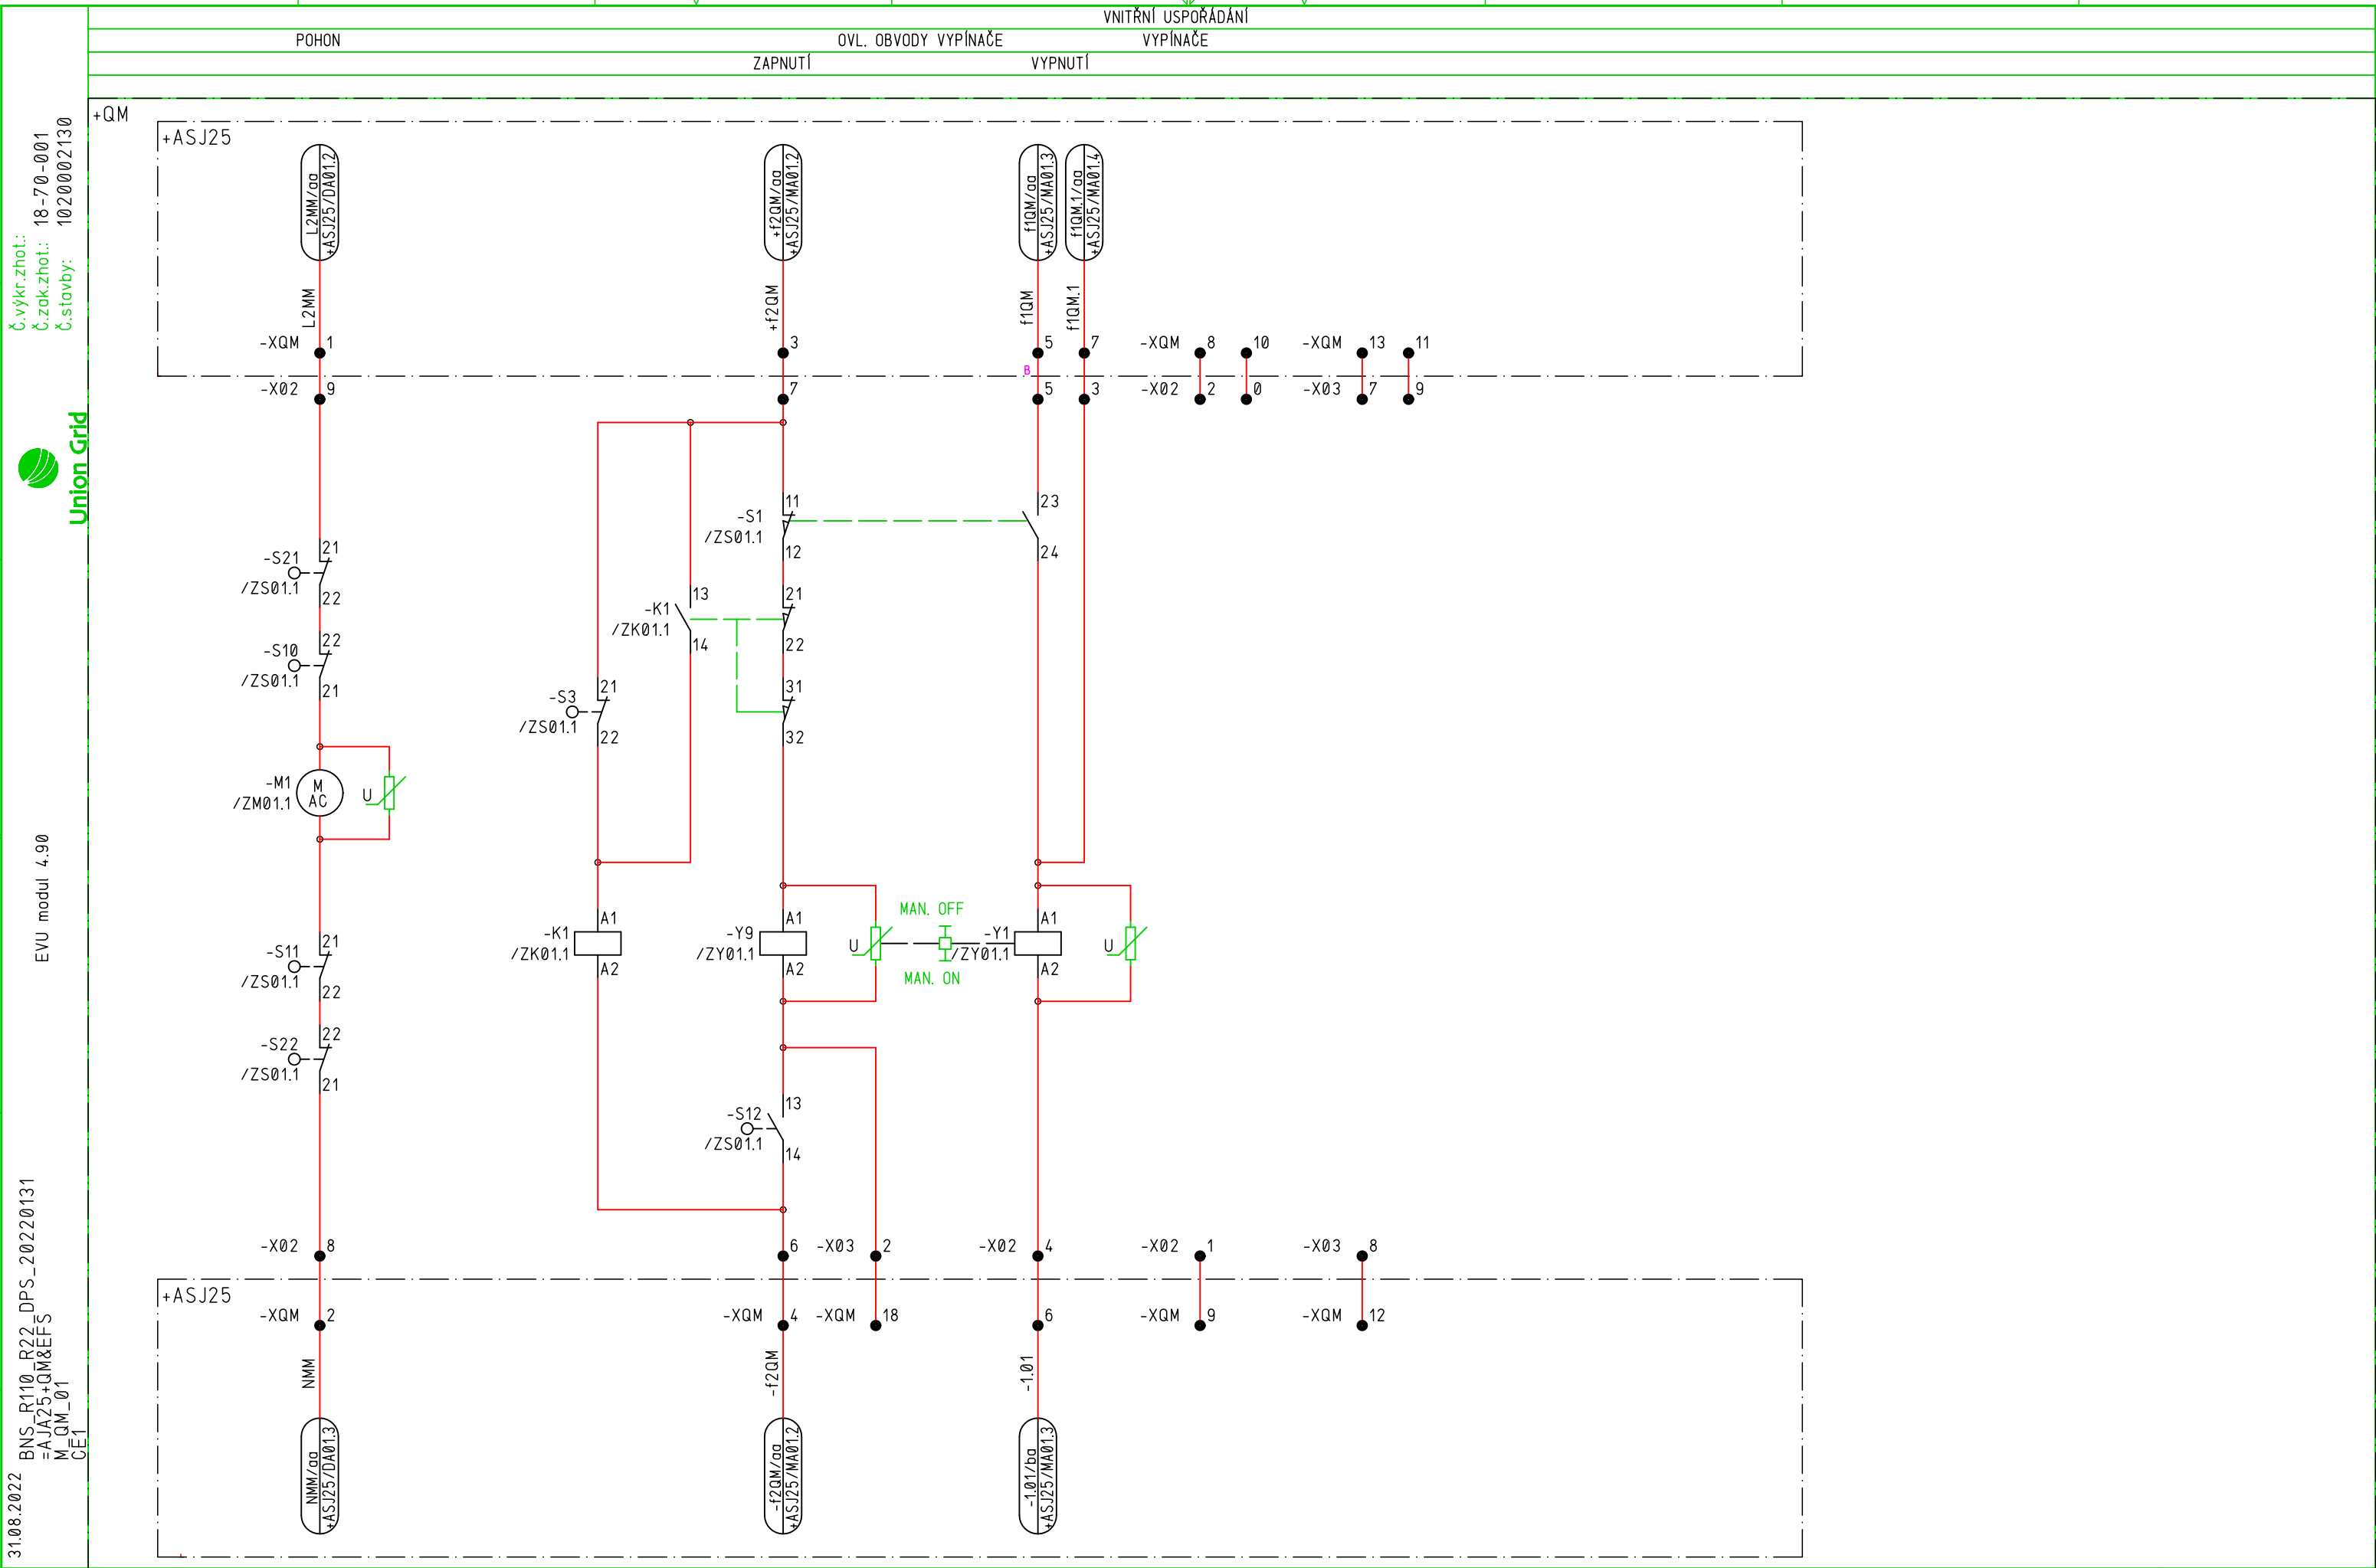 VNITŘNÍ USPOŘÁDÁNÍ
POHON
OVL. OBVODY VYPÍNAČE
VYPÍNAČE
ZAPNUTÍ
VYPNUTÍ
Č.výkr.zhot.:
Č.zak.zhot.: 18-70-001
Č.stavby: 1020002130
Union Grid
EVU modul 4.90
BNS_R110_R22_DPS_20220131
=AJA25+QM&EFS
M_QM_01
CE1
31.08.2022
+QM
+ASJ25
L2MM/aa
+ASJ25/DA01.2
+f2QM/aa
+ASJ25/MA01.2
f1QM/aa
+ASJ25/MA01.3
f1QM.1/aa
+ASJ25/MA01.4
L2MM
+f2QM
f1QM
f1QM.1
-XQM 1
3
5
7
-XQM 8
10
-XQM 13
11
B
-X02 9
7
5
3
-X02 2
0
-X03 7
9
11
-S1
/ZS01.1
12
23
24
21
-S21
/ZS01.1
22
13
-K1
/ZK01.1
14
21
22
22
-S10
/ZS01.1
21
21
-S3
/ZS01.1
22
31
32
-M1
/ZM01.1
M
AC
U
A1
-K1
/ZK01.1
A2
A1
-Y9
/ZY01.1
A2
U
MAN. OFF
MAN. ON
A1
-Y1
/ZY01.1
A2
U
21
-S11
/ZS01.1
22
22
-S22
/ZS01.1
21
13
-S12
/ZS01.1
14
-X02 8
6
-X03 2
-X02 4
-X02 1
-X03 8
+ASJ25
-XQM 2
-XQM 4
-XQM 18
6
-XQM 9
-XQM 12
NMM
-f2QM
-1.01
NMM/aa
+ASJ25/DA01.3
-f2QM/aa
+ASJ25/MA01.2
-1.01/ba
+ASJ25/MA01.3